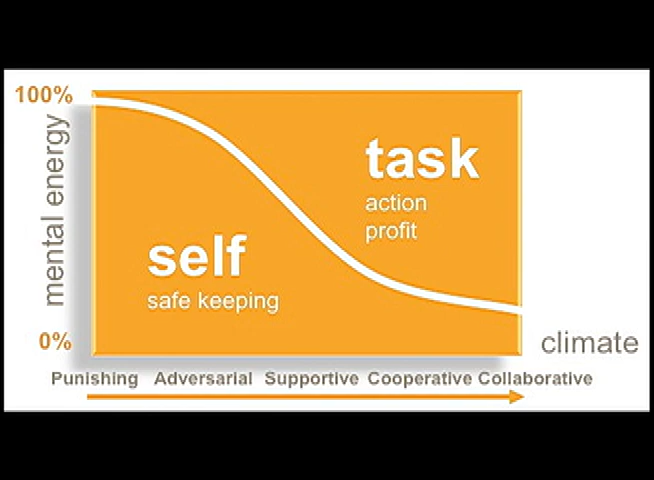 100%
mental energy
task
action
profit
self
safe keeping
0%
climate
Punishing Adversarial Supportive Cooperative Collaborative